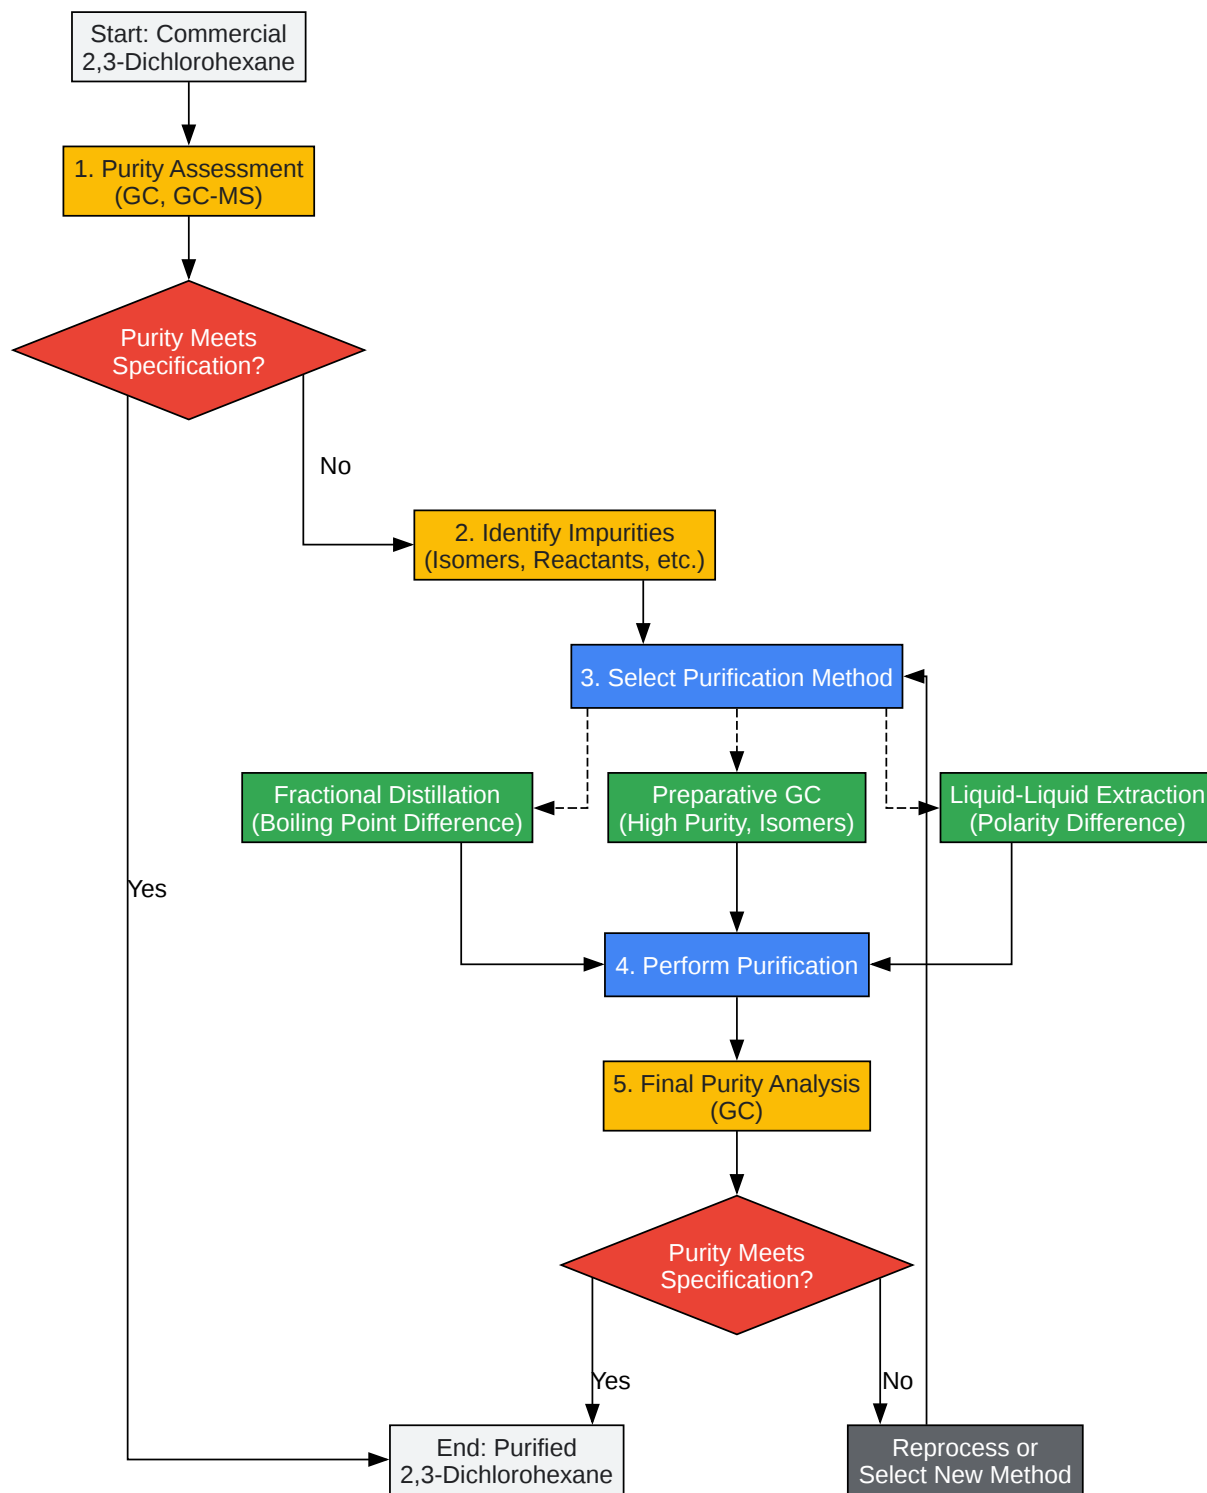 Start: Commercial
2,3-Dichlorohexane
1. Purity Assessment
(GC, GC-MS)
Purity Meets
Specification?
No
2. Identify Impurities
(Isomers, Reactants, etc.)
3. Select Purification Method
Fractional Distillation
(Boiling Point Difference)
Preparative GC
(High Purity, Isomers)
Liquid-Liquid Extraction
(Polarity Difference)
Yes
4. Perform Purification
5. Final Purity Analysis
(GC)
Purity Meets
Specification?
Yes
No
End: Purified
2,3-Dichlorohexane
Reprocess or
Select New Method